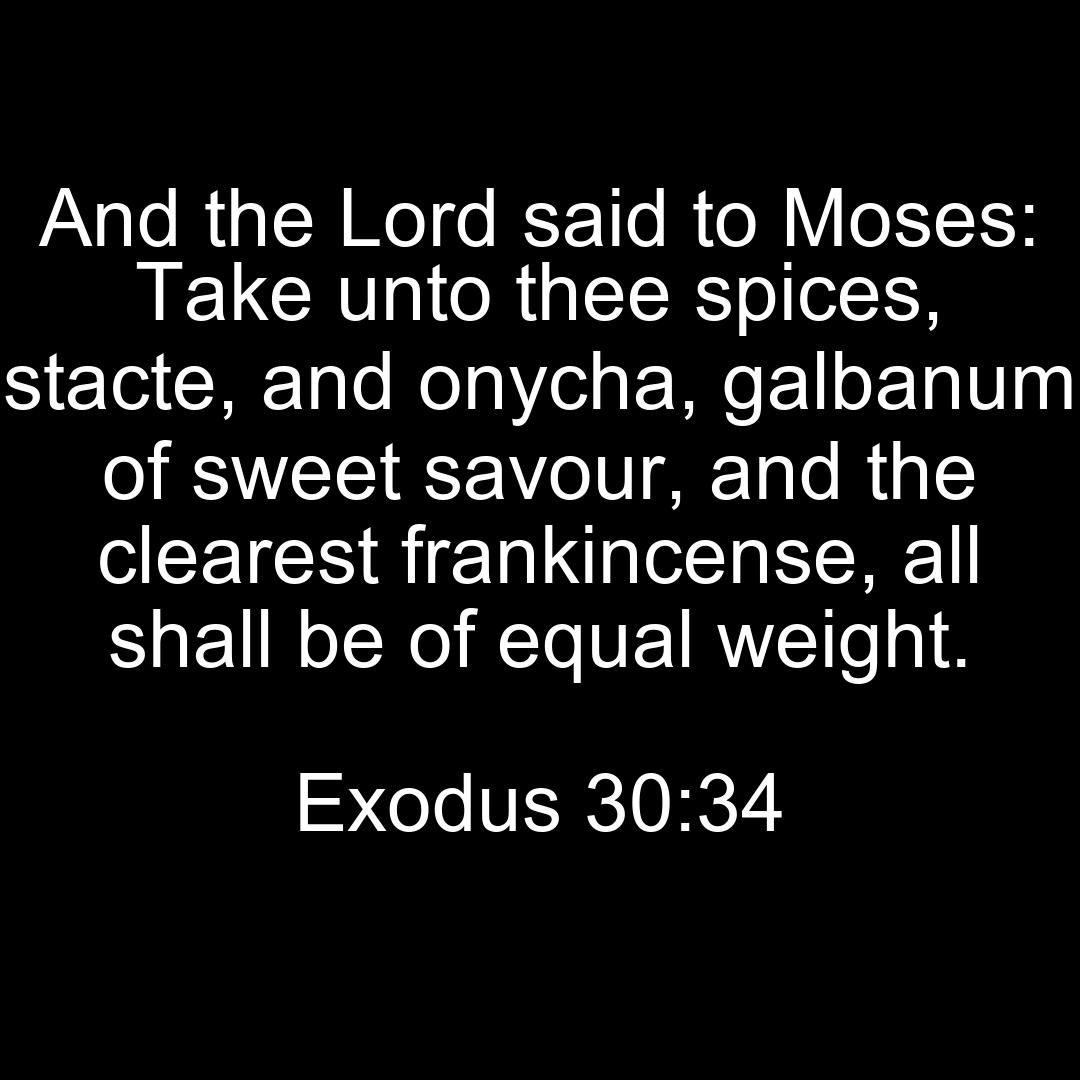 And the Lord said to Moses:
Take unto thee spices,
stacte, and onycha, galbanum
of sweet savour, and the
clearest frankincense, all
shall be of equal weight.
Exodus 30:34